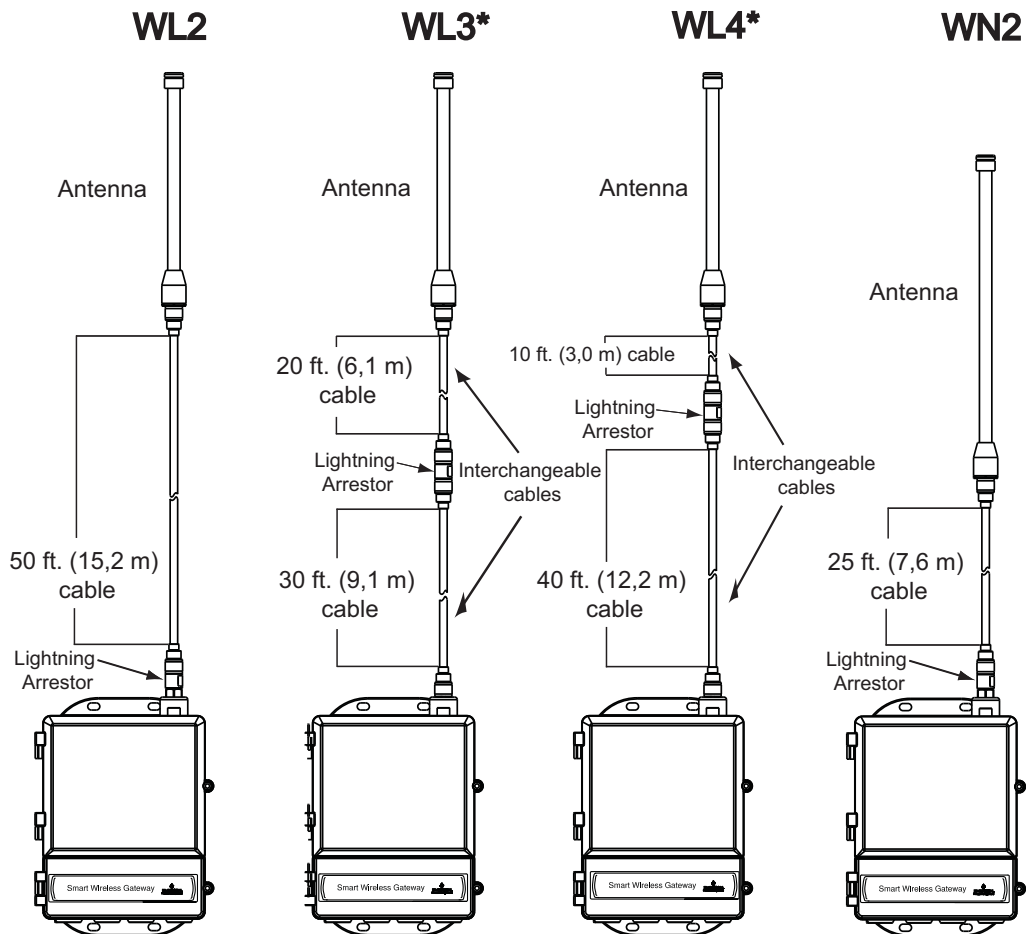 WL2
WL3*
WL4*
WN2
Antenna
Antenna
Antenna
Antenna
50 ft. (15,2 m)
cable
Lightning
Arrestor
20 ft. (6,1 m)
cable
Lightning
Arrestor
Interchangeable
cables
30 ft. (9,1 m)
cable
10 ft. (3,0 m) cable
Lightning
Arrestor
Interchangeable
cables
40 ft. (12,2 m)
cable
25 ft. (7,6 m)
cable
Lightning
Arrestor
Smart Wireless Gateway
Smart Wireless Gateway
Smart Wireless Gateway
Smart Wireless Gateway